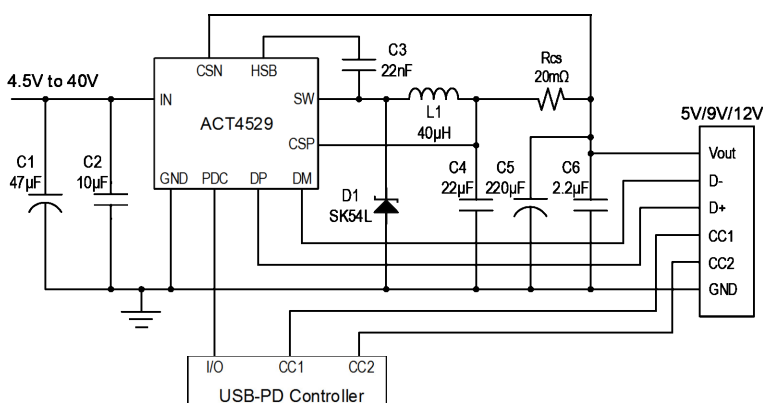 CSN
HSB
C3
22nF
Rcs
20mΩ
4.5V to 40V
IN
SW
ACT4529
L1
40μH
5V/9V/12V
CSP
Vout
C1
47μF
C2
10μF
GND
PDC
DP
DM
D1
SK54L
C4
22μF
C5
220μF
C6
2.2μF
D-
D+
CC1
CC2
GND
I/O
CC1
CC2
USB-PD Controller